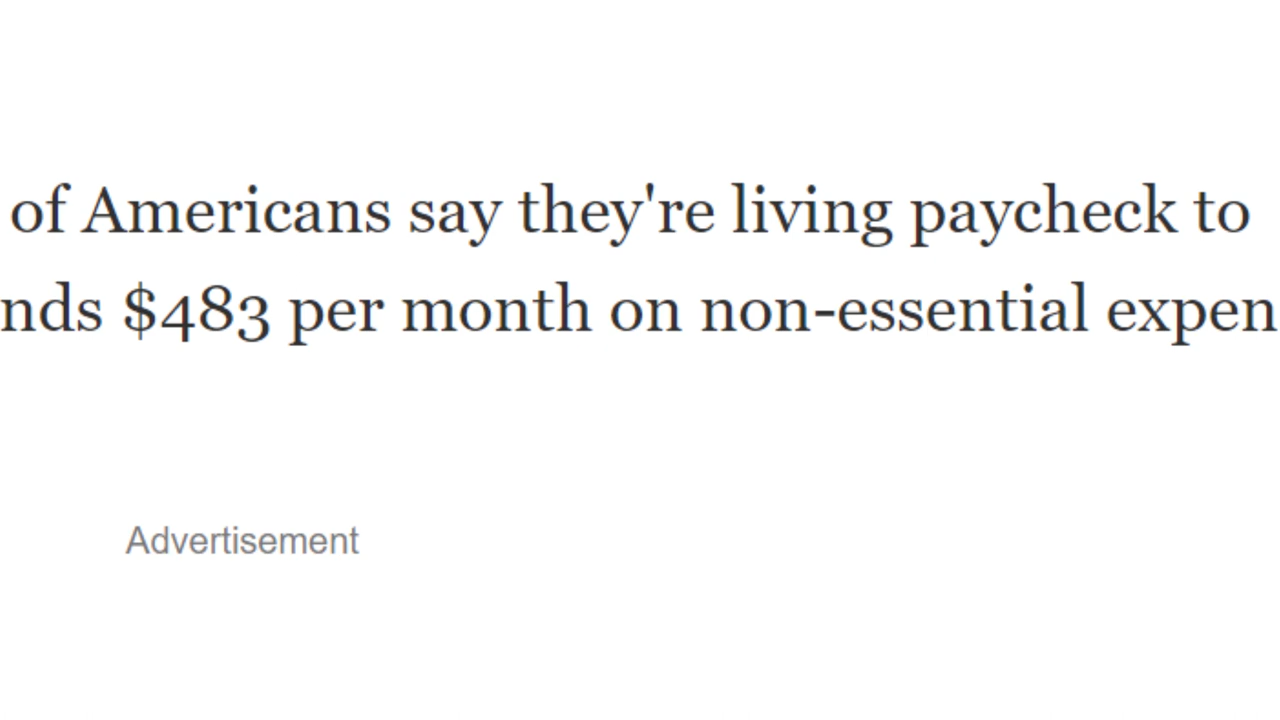 of Americans say they're living paycheck to
nds $483 per month on non-essential expen
Advertisement